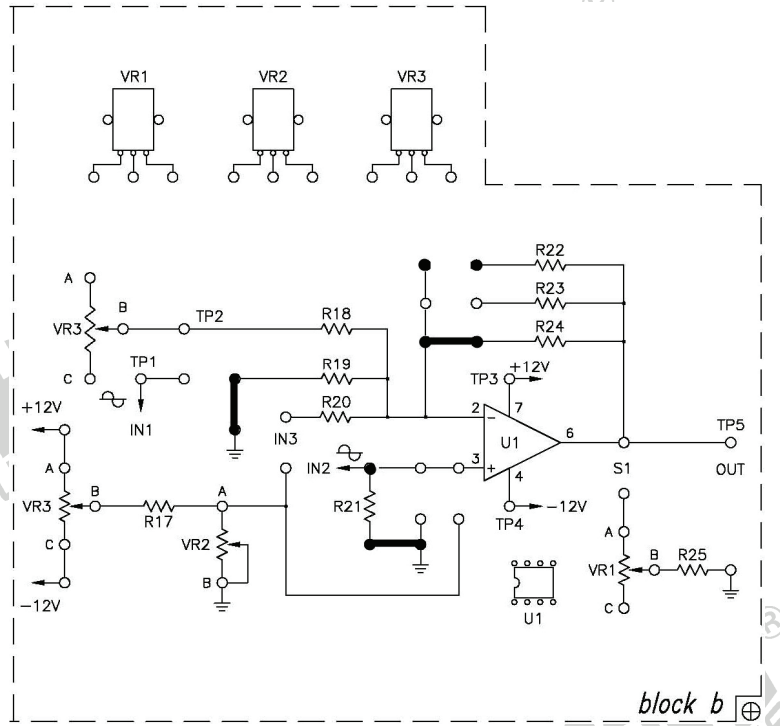 VR1 VR2 VR3
R22
A
R23
B
TP2
R18
R24
VR3
TP1
R19
TP3
+12V
C
+12V
IN1
R20
2
−
7
IN3
U1
6
TP5
IN2
3
+
4
S1
OUT
A
A
VR3
B
R17
R21
−12V
TP4
C
VR2
A
B
R25
VR1
−12V
B
C
U1
block b
®